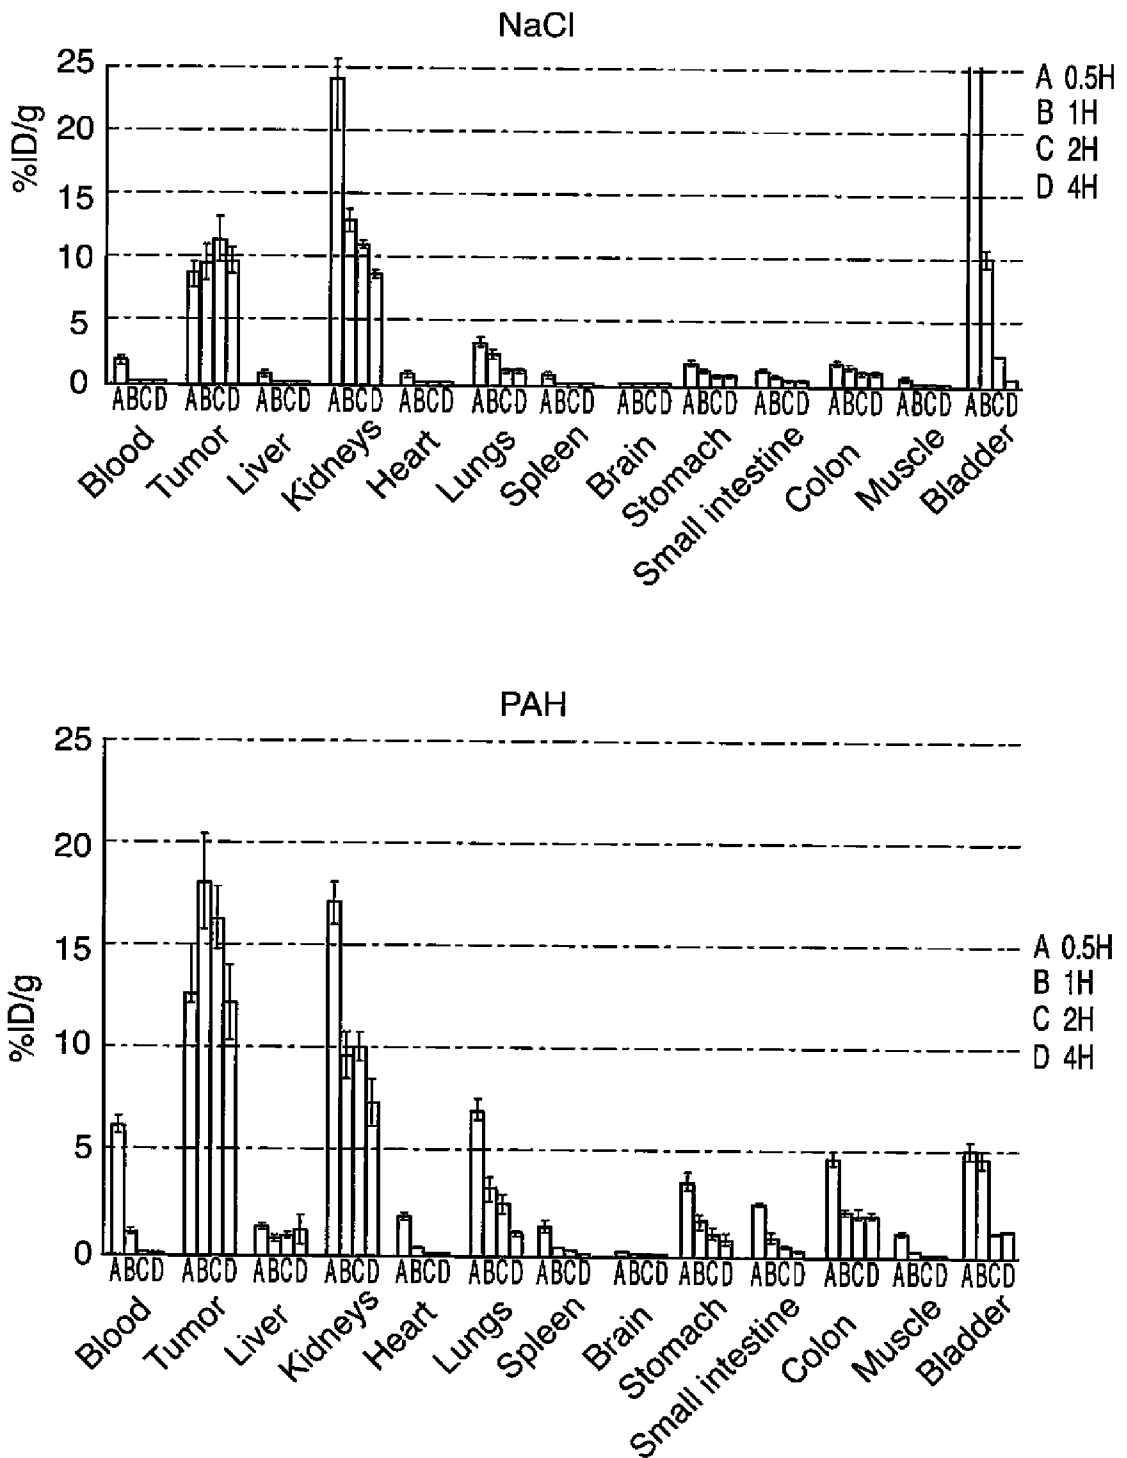 NaCl
%ID/g
25
20
15
10
5
0
A 0.5H
B 1H
C 2H
D 4H
ABCD ABCD ABCD ABCD ABCD ABCD ABCD ABCD ABCD ABCD ABCD ABCD ABCD
Blood Tumor Liver Kidneys Heart Lungs Spleen Brain Stomach Small intestine Colon Muscle Bladder
PAH
%ID/g
25
20
15
10
5
0
A 0.5H
B 1H
C 2H
D 4H
ABCD ABCD ABCD ABCD ABCD ABCD ABCD ABCD ABCD ABCD ABCD ABCD ABCD
Blood Tumor Liver Kidneys Heart Lungs Spleen Brain Stomach Small intestine Colon Muscle Bladder